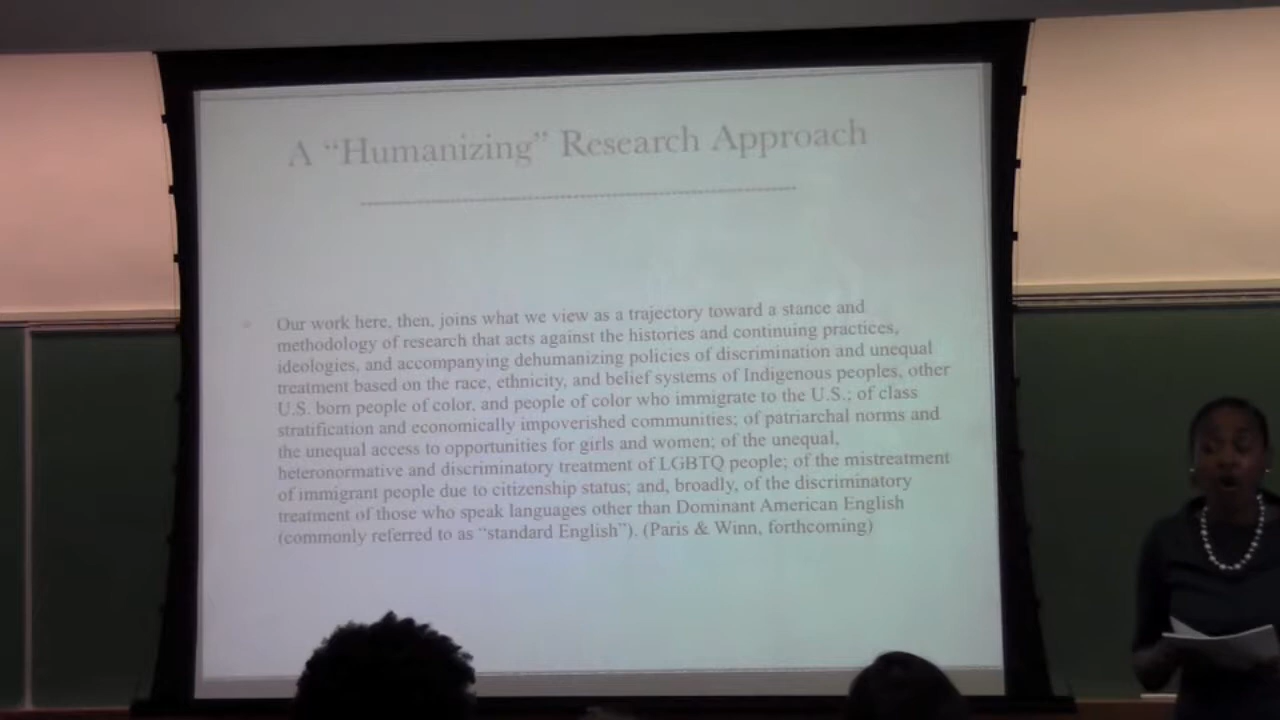 A “Humanizing” Research Approach
Our work here, then, joins what we view as a trajectory toward a stance and
methodology of research that acts against the histories and continuing practices,
ideologies, and accompanying dehumanizing policies of discrimination and unequal
treatment based on the race, ethnicity, and belief systems of Indigenous peoples, other
U.S. born people of color, and people of color who immigrate to the U.S.; of class
stratification and economically impoverished communities; of patriarchal norms and
the unequal access to opportunities for girls and women; of the unequal,
heteronormative and discriminatory treatment of LGBTQ people; of the mistreatment
of immigrant people due to citizenship status; and, broadly, of the discriminatory
treatment of those who speak languages other than Dominant American English
(commonly referred to as “standard English”). (Paris & Winn, forthcoming)